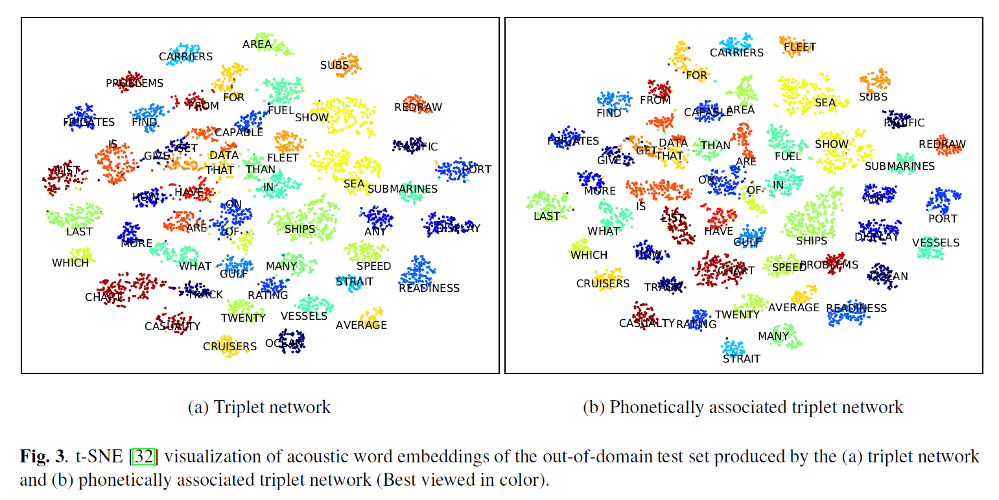 AREA
CARRIERS
SUBS
PROBLEMS
FOR
FROM
FUEL
REDRAW
FRIGATES
FIND
SHOW
CAPABLE
IS
GET
PACIFIC
GIVE
DATA
FLEET
LIST
THAT
THAN
PORT
SEA
IN
SUBMARINES
HOW
HAVE
ON
LAST
ARE
OF
SHIPS
ANY
DISPLAY
MORE
WHICH
WHAT
MANY
SPEED
GULF
STRAIT
READINESS
CHART
TRACK
RATING
TWENTY
VESSELS
CASUALTY
AVERAGE
CRUISERS
OCEAN
(a) Triplet network
FLEET
CARRIERS
FOR
SUBS
FROM
SEA
AREA
FIND
CAPABLE
PACIFIC
FRIGATES
DATA
THAN
SHOW
REDRAW
GET
GIVE
THAT
FUEL
ARE
SUBMARINES
ON
IN
MORE
OF
ANY
IS
LAST
LIST
PORT
WHAT
HAVE
DISPLAY
GULF
SHIPS
VESSELS
WHICH
HOW
CHART
SPEED
PROBLEMS
OCEAN
CRUISERS
TRACK
AVERAGE
READINESS
TWENTY
CASUALTY
RATING
MANY
STRAIT
(b) Phonetically associated triplet network
Fig. 3. t-SNE [32] visualization of acoustic word embeddings of the out-of-domain test set produced by the (a) triplet network
and (b) phonetically associated triplet network (Best viewed in color).